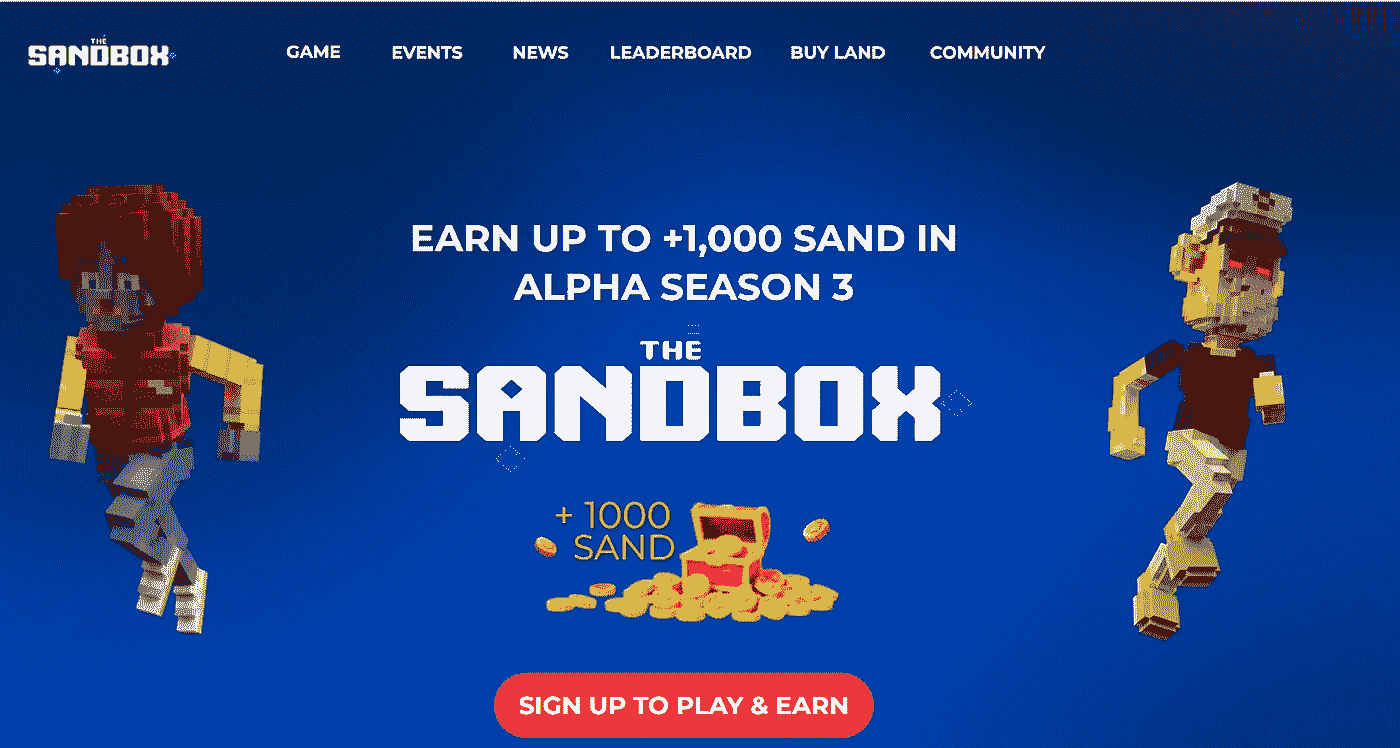 THE
SANDBOX
GAME EVENTS NEWS LEADERBOARD BUY LAND COMMUNITY
EARN UP TO +1,000 SAND IN
ALPHA SEASON 3
THE
SANDBOX
+ 1000
SAND
SIGN UP TO PLAY & EARN